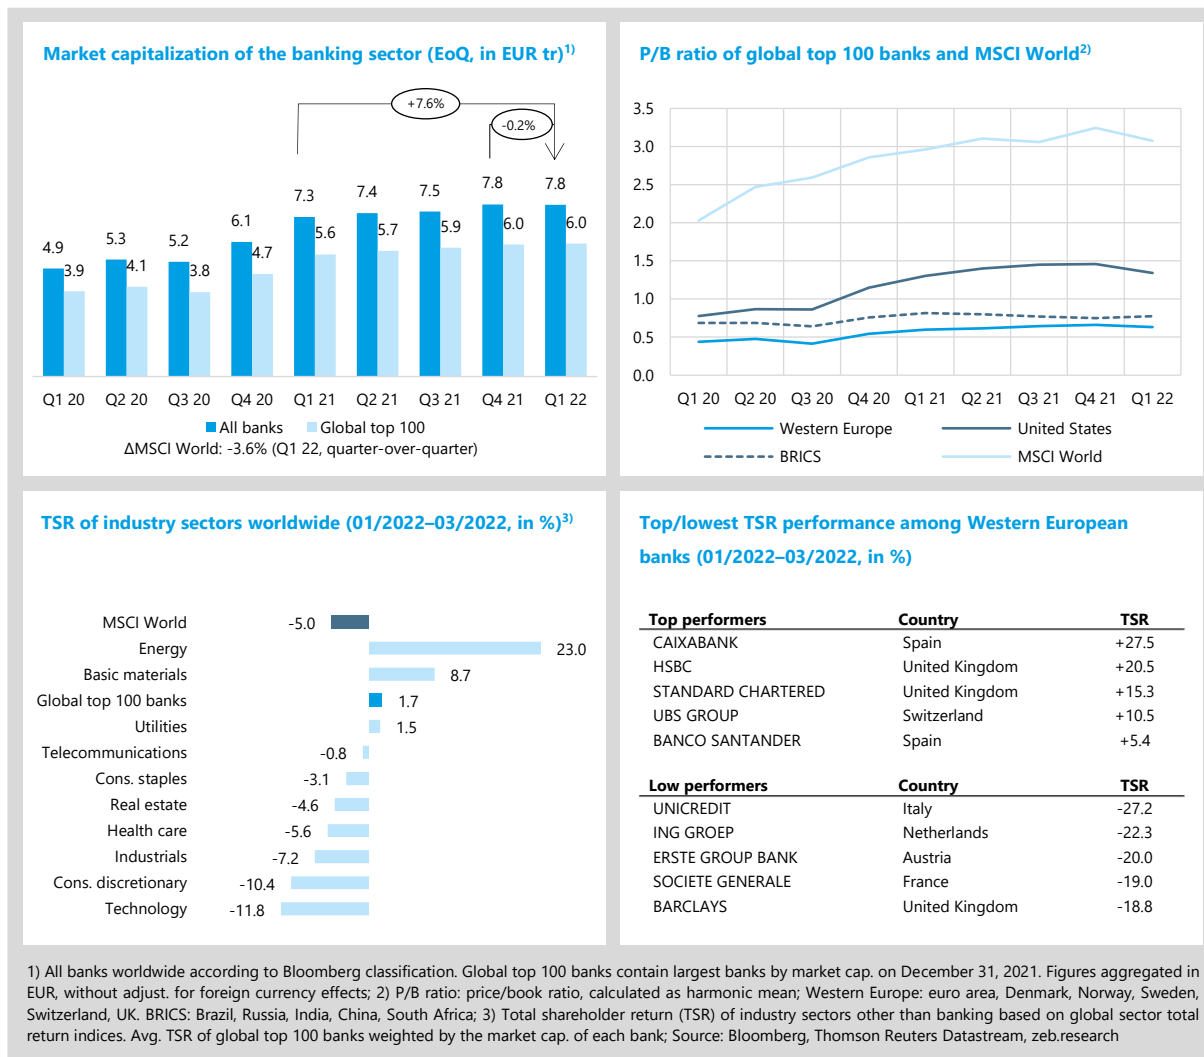 Market capitalization of the banking sector (EoQ, in EUR tr)1)
+7.6%
-0.2%
4.9 5.3 5.2 6.1 7.3 7.4 7.5 7.8 7.8
3.9 4.1 3.8 4.7 5.6 5.7 5.9 6.0 6.0
Q1 20 Q2 20 Q3 20 Q4 20 Q1 21 Q2 21 Q3 21 Q4 21 Q1 22
All banks Global top 100
ΔMSCI World: -3.6% (Q1 22, quarter-over-quarter)
P/B ratio of global top 100 banks and MSCI World2)
3.5
3.0
2.5
2.0
1.5
1.0
0.5
0.0
Q1 20 Q2 20 Q3 20 Q4 20 Q1 21 Q2 21 Q3 21 Q4 21 Q1 22
Western Europe United States
BRICS MSCI World
TSR of industry sectors worldwide (01/2022–03/2022, in %)3)
MSCI World -5.0
Energy 23.0
Basic materials 8.7
Global top 100 banks 1.7
Utilities 1.5
Telecommunications -0.8
Cons. staples -3.1
Real estate -4.6
Health care -5.6
Industrials -7.2
Cons. discretionary -10.4
Technology -11.8
Top/lowest TSR performance among Western European
banks (01/2022–03/2022, in %)
Top performers Country TSR
CAIXABANK Spain +27.5
HSBC United Kingdom +20.5
STANDARD CHARTERED United Kingdom +15.3
UBS GROUP Switzerland +10.5
BANCO SANTANDER Spain +5.4
Low performers Country TSR
UNICREDIT Italy -27.2
ING GROEP Netherlands -22.3
ERSTE GROUP BANK Austria -20.0
SOCIETE GENERALE France -19.0
BARCLAYS United Kingdom -18.8
1) All banks worldwide according to Bloomberg classification. Global top 100 banks contain largest banks by market cap. on December 31, 2021. Figures aggregated in
EUR, without adjust. for foreign currency effects; 2) P/B ratio: price/book ratio, calculated as harmonic mean; Western Europe: euro area, Denmark, Norway, Sweden,
Switzerland, UK. BRICS: Brazil, Russia, India, China, South Africa; 3) Total shareholder return (TSR) of industry sectors other than banking based on global sector total
return indices. Avg. TSR of global top 100 banks weighted by the market cap. of each bank; Source: Bloomberg, Thomson Reuters Datastream, zeb.research